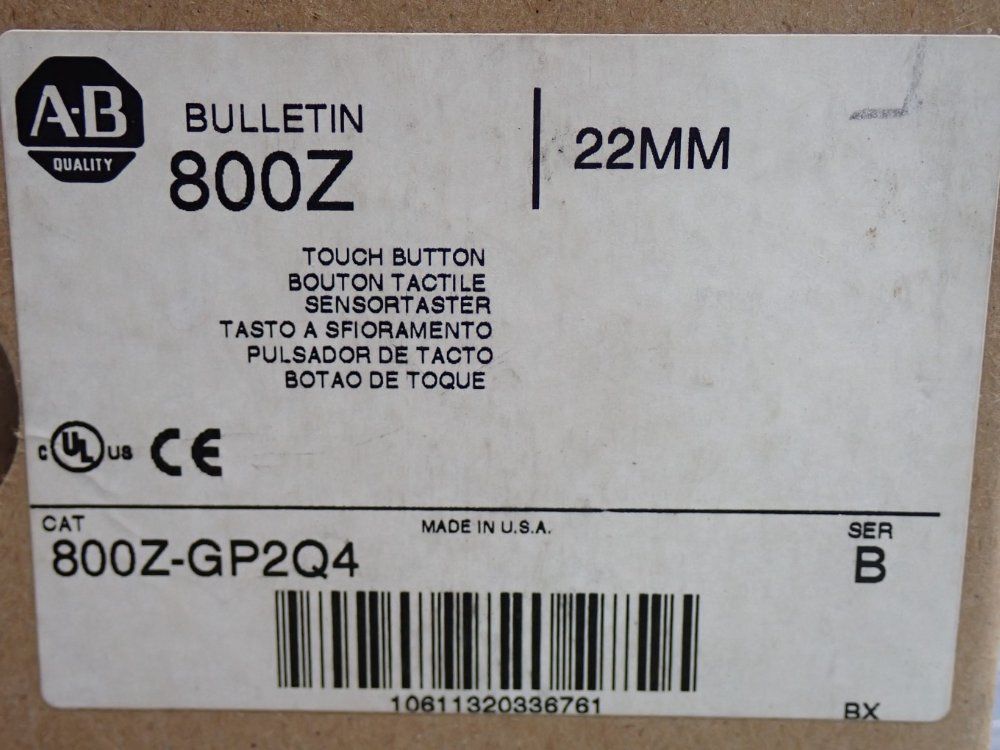 A-B
QUALITY
BULLETIN
800Z
22MM
TOUCH BUTTON
BOUTON TACTILE
SENSORTASTER
TASTO A SFIORAMENTO
PULSADOR DE TACTO
BOTAO DE TOQUE
C UL US CE
CAT
800Z-GP2Q4
MADE IN U.S.A.
SER
B
10611320336761
BX